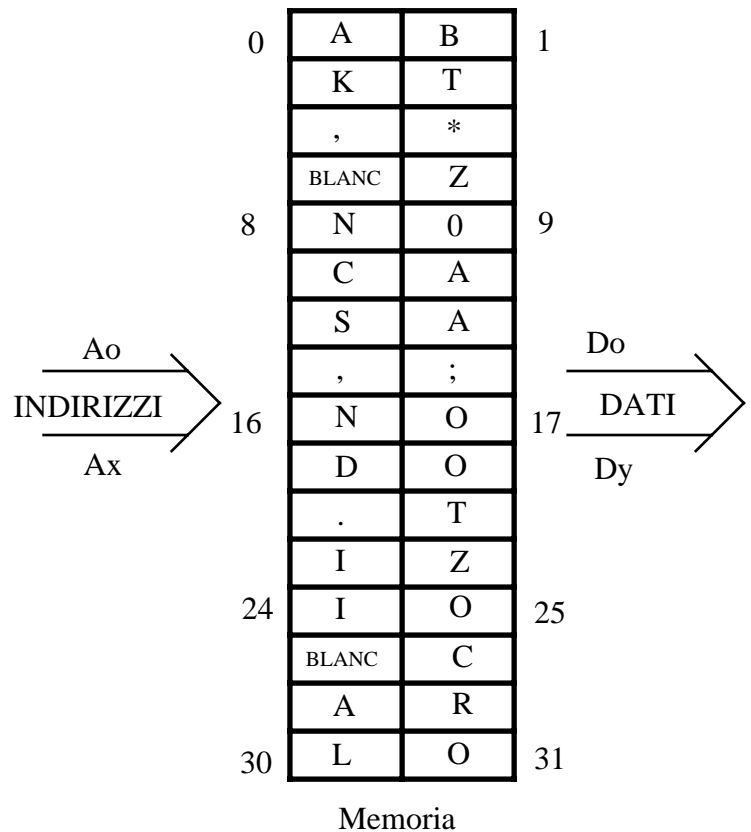 0 A B 1
K T
, *
BLANC Z
8 N 0 9
C A
S A
Ao , ; Do
INDIRIZZI 16 N O 17 DATI
Ax D O Dy
. T
I Z
24 I O 25
BLANC C
A R
30 L O 31
Memoria